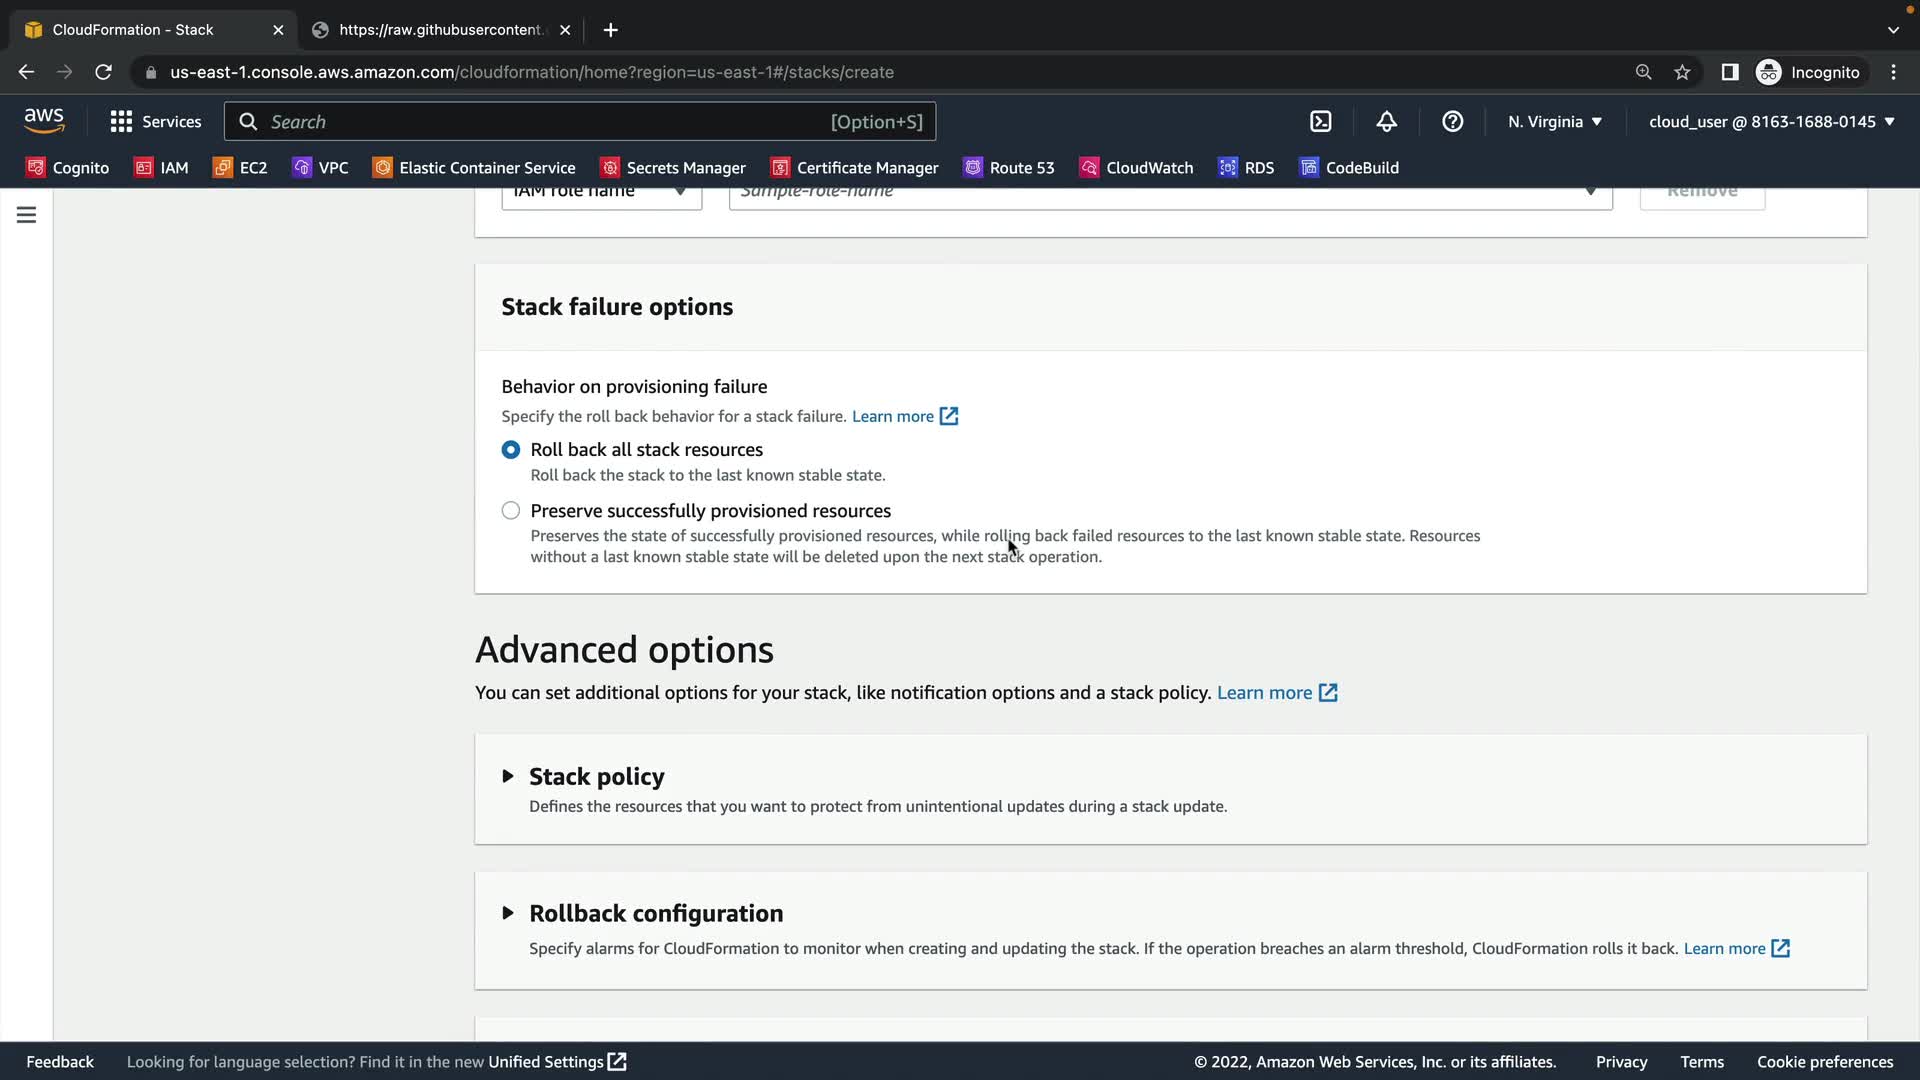 CloudFormation - Stack
https://raw.githubusercontent.
us-east-1.console.aws.amazon.com/cloudformation/home?region=us-east-1#/stacks/create
Incognito
aws
Services
Search
[Option+S]
N. Virginia
cloud_user @ 8163-1688-0145
Cognito
IAM
EC2
VPC
Elastic Container Service
Secrets Manager
Certificate Manager
Route 53
CloudWatch
RDS
CodeBuild
IAM role name
Sample-role-name
Remove
Stack failure options
Behavior on provisioning failure
Specify the roll back behavior for a stack failure. Learn more
Roll back all stack resources
Roll back the stack to the last known stable state.
Preserve successfully provisioned resources
Preserves the state of successfully provisioned resources, while rolling back failed resources to the last known stable state. Resources
without a last known stable state will be deleted upon the next stack operation.
Advanced options
You can set additional options for your stack, like notification options and a stack policy. Learn more
Stack policy
Defines the resources that you want to protect from unintentional updates during a stack update.
Rollback configuration
Specify alarms for CloudFormation to monitor when creating and updating the stack. If the operation breaches an alarm threshold, CloudFormation rolls it back. Learn more
Feedback
Looking for language selection? Find it in the new Unified Settings
© 2022, Amazon Web Services, Inc. or its affiliates.
Privacy
Terms
Cookie preferences